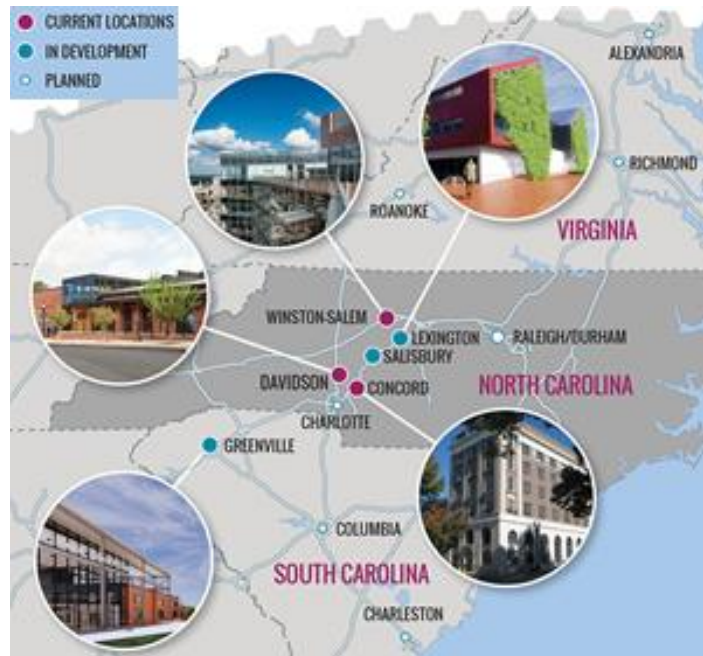 CURRENT LOCATIONS
IN DEVELOPMENT
PLANNED
ALEXANDRIA
RICHMOND
ROANOKE
VIRGINIA
WINSTON-SALEM
LEXINGTON
RALEIGH/DURHAM
SALISBURY
DAVIDSON
CONCORD
NORTH CAROLINA
CHARLOTTE
GREENVILLE
COLUMBIA
SOUTH CAROLINA
CHARLESTON